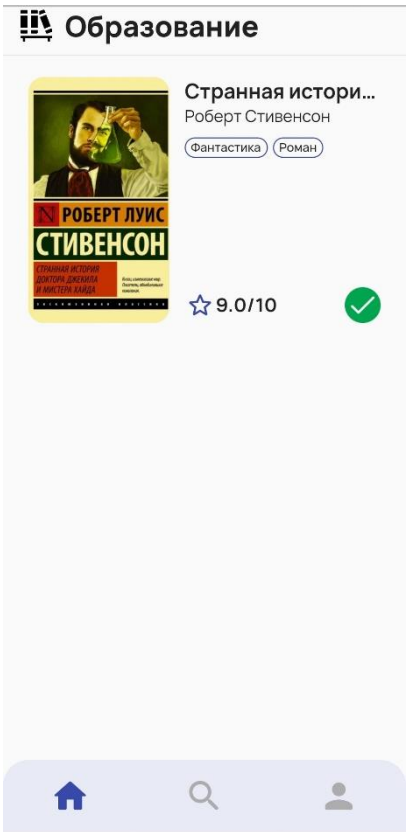 Образование
Странная истори...
Роберт Стивенсон
Фантастика
Роман
РОБЕРТ ЛУИС
СТИВЕНСОН
СТРАННАЯ ИСТОРИЯ
ДОКТОРА ДЖЕКИЛА
И МИСТЕРА ХАЙДА
9.0/10